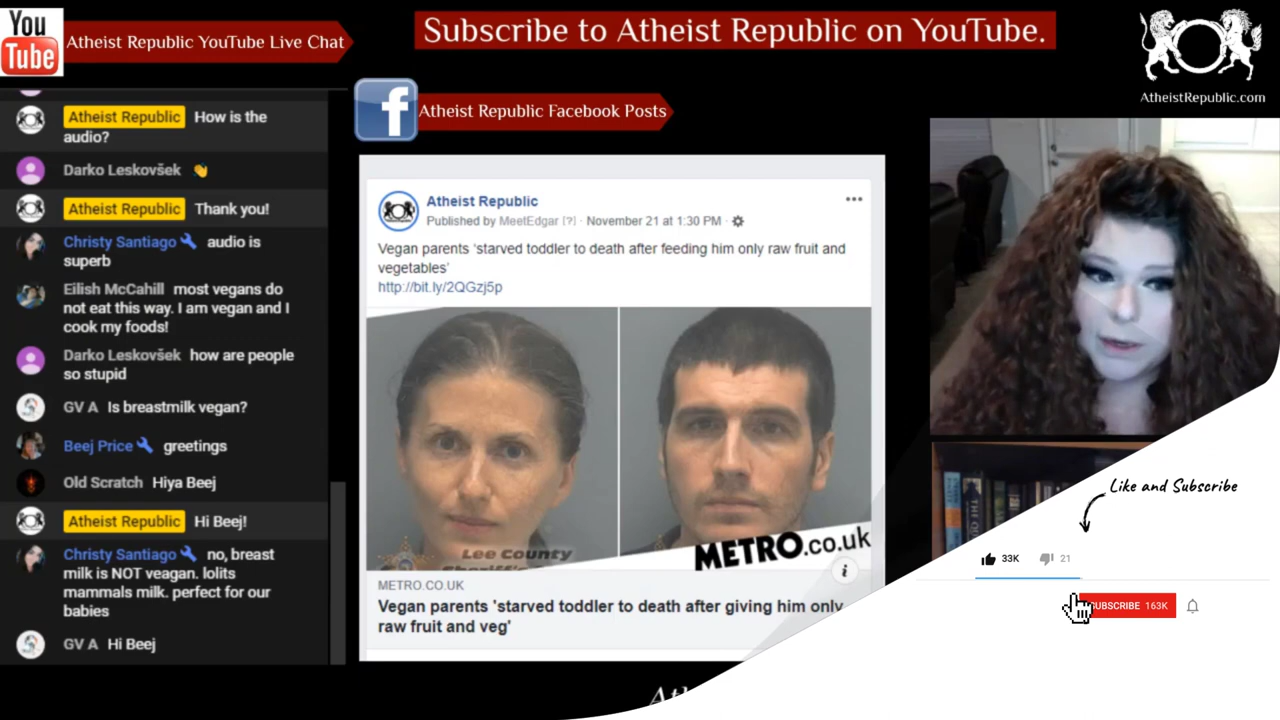 You
Tube
Atheist Republic YouTube Live Chat
Subscribe to Atheist Republic on YouTube.
AtheistRepublic.com
f
Atheist Republic Facebook Posts
Atheist Republic How is the
audio?
Darko Leskovšek
Atheist Republic Thank you!
Christy Santiago audio is
superb
Eilish McCahill most vegans do
not eat this way. I am vegan and I
cook my foods!
Darko Leskovšek how are people
so stupid
GV A Is breastmilk vegan?
Beej Price greetings
Old Scratch Hiya Beej
Atheist Republic Hi Beej!
Christy Santiago no, breast
milk is NOT veagan. lolits
mammals milk. perfect for our
babies
GV A Hi Beej
Atheist Republic
Published by MeetEdgar [?] · November 21 at 1:30 PM ·
Vegan parents 'starved toddler to death after feeding him only raw fruit and
vegetables'
http://bit.ly/2QGzj5p
Lee County
METRO.co.uk
i
METRO.CO.UK
Vegan parents 'starved toddler to death after giving him only
raw fruit and veg'
Like and Subscribe
33K 21
SUBSCRIBE 163K